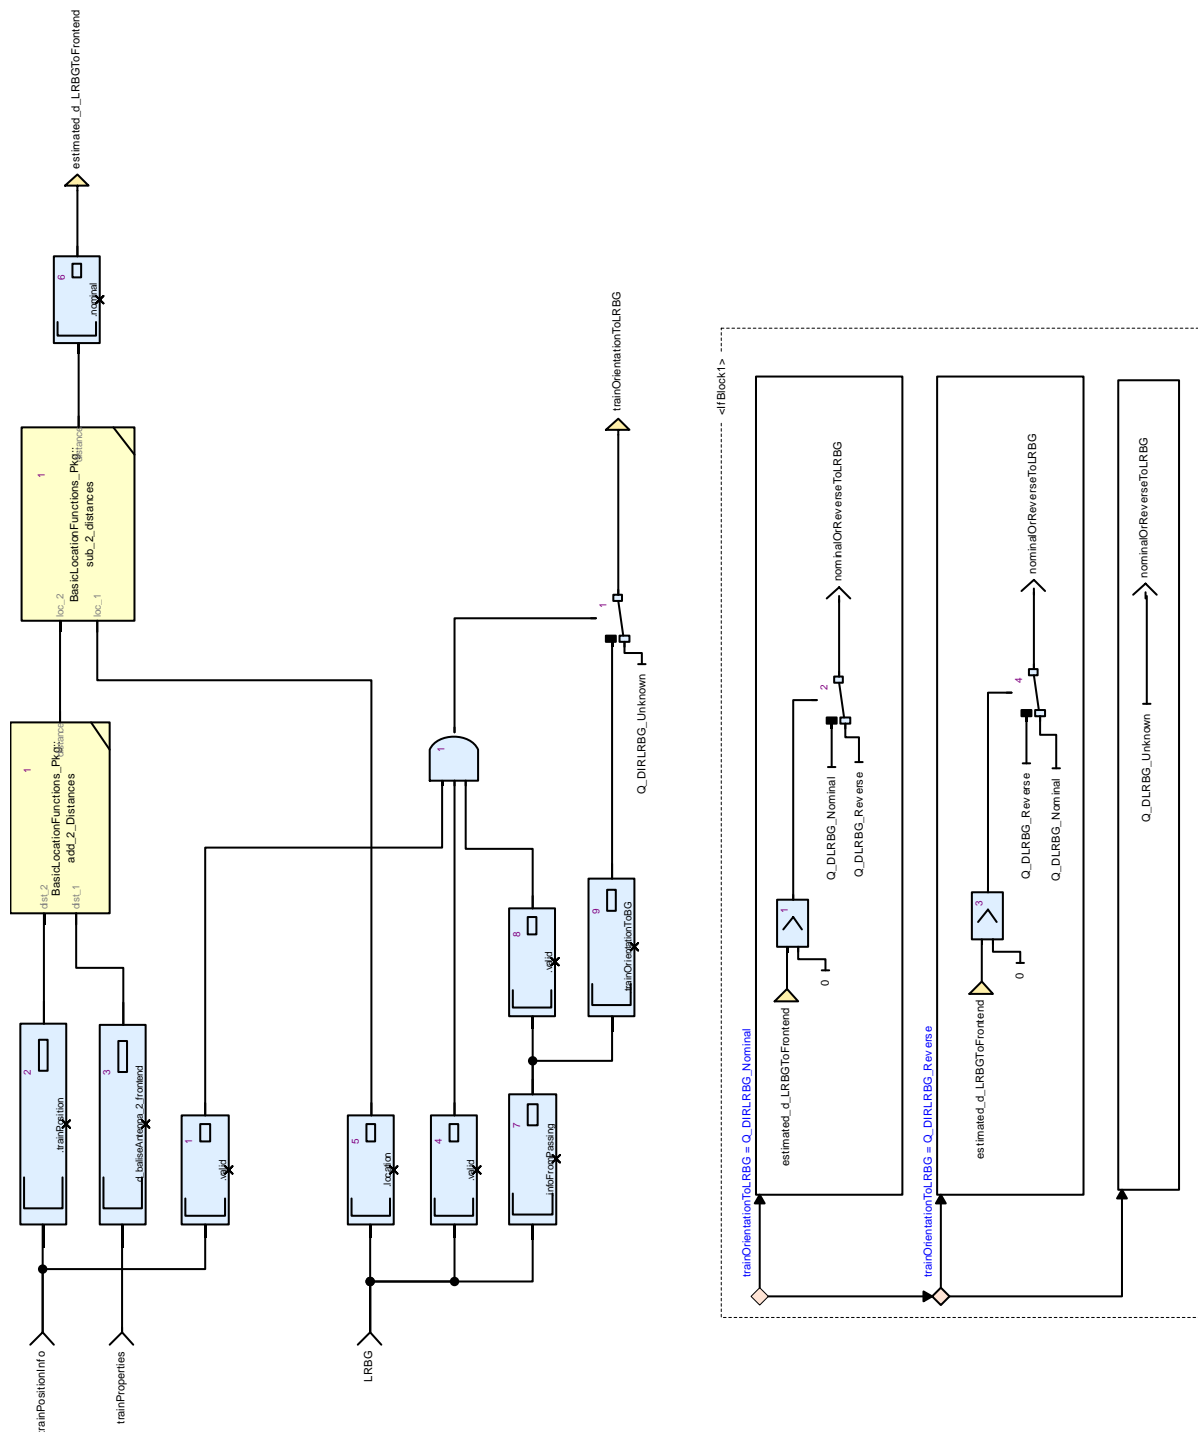 estimated_d_LRBGToFrontend
6
.nominal
1
distance
BasicLocationFunctions_Pkg::
sub_2_distances
loc_2
loc_1
1
distance
BasicLocationFunctions_Pkg::
add_2_Distances
dist_2
dist_1
2
.trainPosition
3
.d_baliseAntenna_2_frontend
1
.valid
trainPositionInfo
trainProperties
trainOrientationToLRBG
1
Q_DIRLRBG_Unknown
1
8
.valid
9
.trainOrientationToBG
5
.location
4
.valid
7
.infoFromPassing
LRBG
<IfBlock1>
trainOrientationToLRBG = Q_DIRLRBG_Nominal
nominalOrReverseToLRBG
2
Q_DLRBG_Nominal
Q_DLRBG_Reverse
1
0
estimated_d_LRBGToFrontend
trainOrientationToLRBG = Q_DIRLRBG_Reverse
nominalOrReverseToLRBG
4
Q_DLRBG_Reverse
Q_DLRBG_Nominal
3
0
estimated_d_LRBGToFrontend
nominalOrReverseToLRBG
Q_DLRBG_Unknown